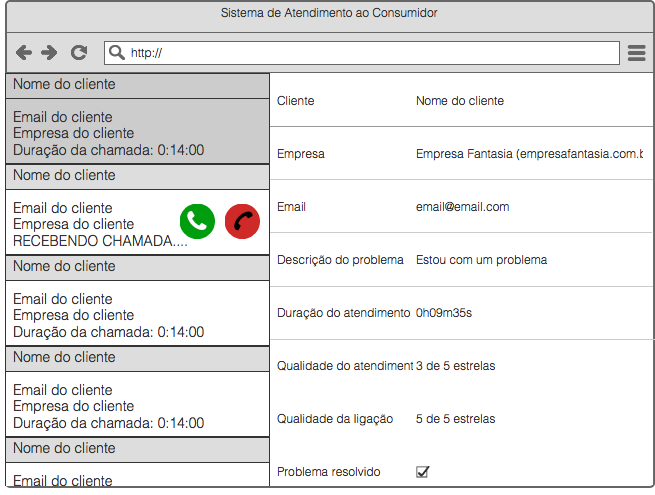 Sistema de Atendimento ao Consumidor
http://
Nome do cliente
Email do cliente
Empresa do cliente
Duração da chamada: 0:14:00
Nome do cliente
Email do cliente
Empresa do cliente
RECEBENDO CHAMADA....
Nome do cliente
Email do cliente
Empresa do cliente
Duração da chamada: 0:14:00
Nome do cliente
Email do cliente
Empresa do cliente
Duração da chamada: 0:14:00
Nome do cliente
Email do cliente
Cliente Nome do cliente
Empresa Empresa Fantasia (empresafantasia.com.b
Email email@email.com
Descrição do problema Estou com um problema
Duração do atendimento 0h09m35s
Qualidade do atendiment 3 de 5 estrelas
Qualidade da ligação 5 de 5 estrelas
Problema resolvido